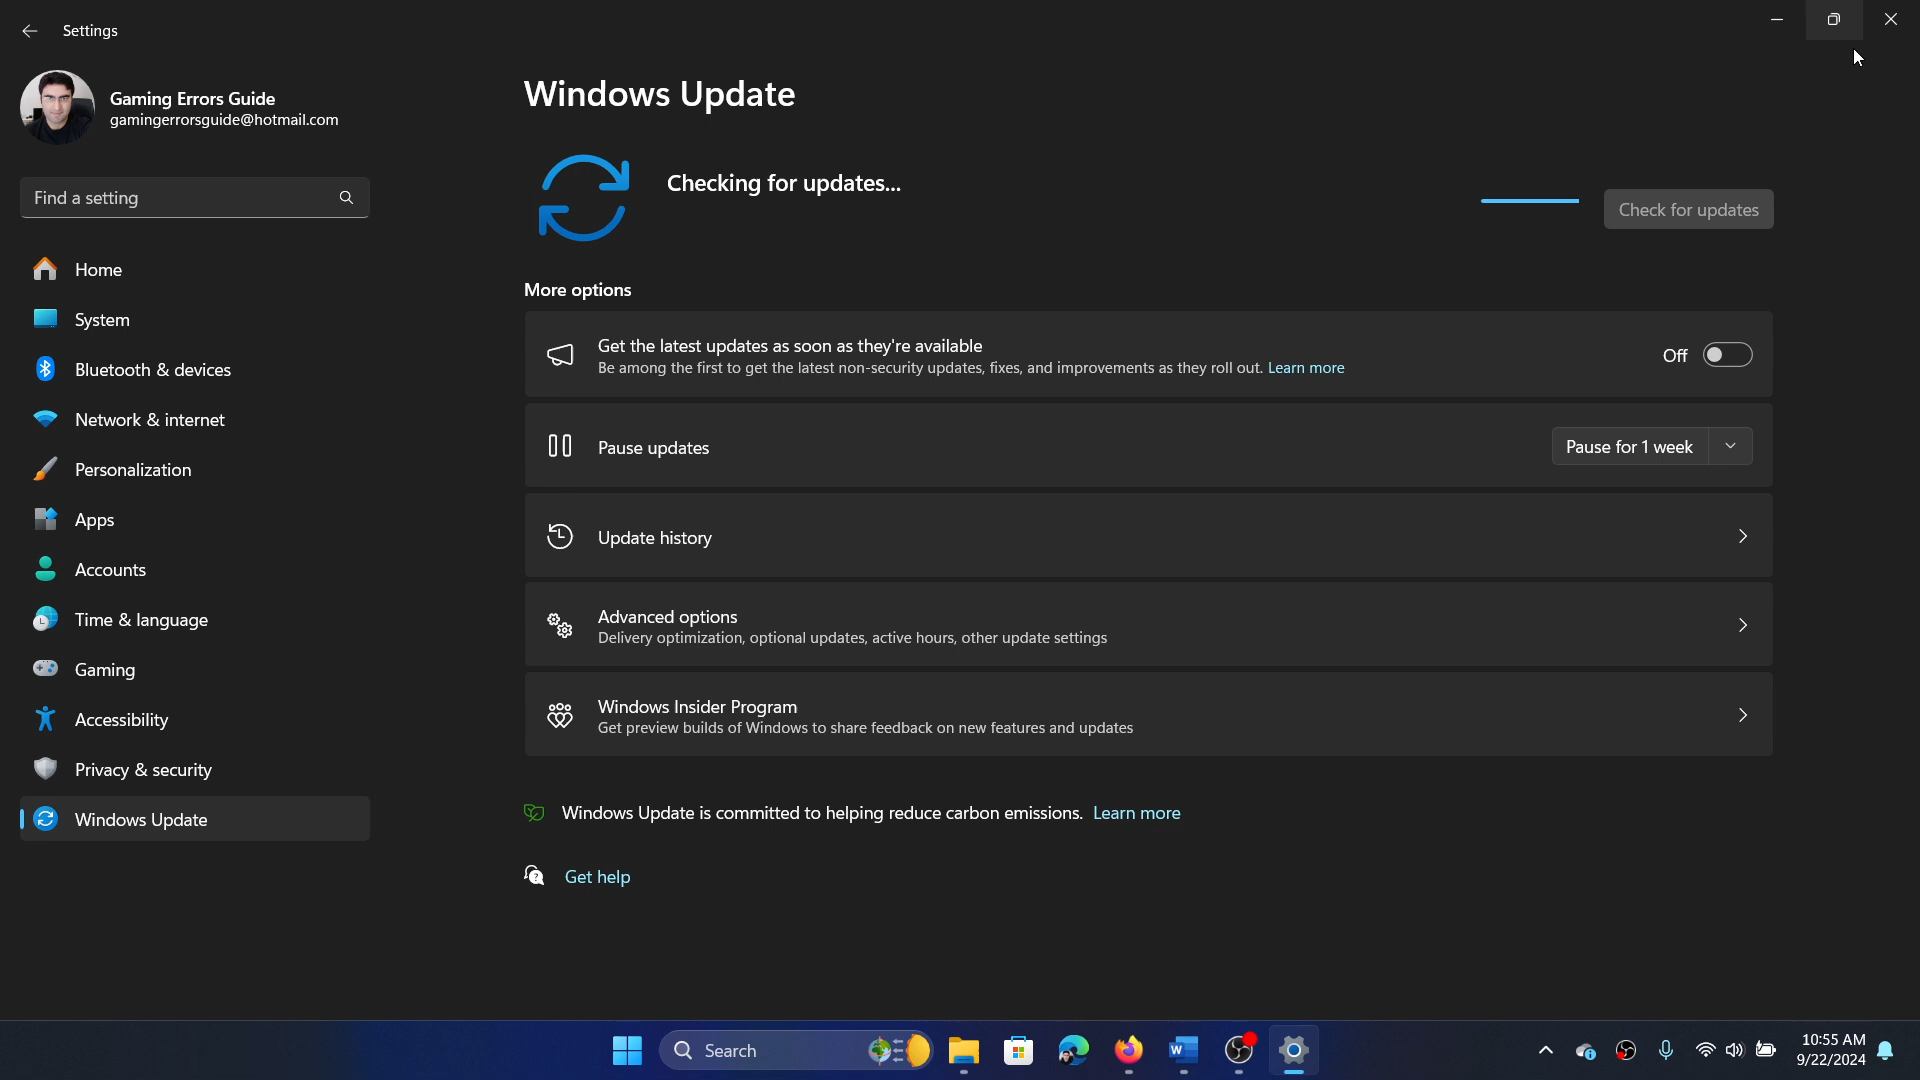 Settings
Gaming Errors Guide
gamingerrorsguide@hotmail.com
Find a setting
Home
System
Bluetooth & devices
Network & internet
Personalization
Apps
Accounts
Time & language
Gaming
Accessibility
Privacy & security
Windows Update
Windows Update
Checking for updates...
Check for updates
More options
Get the latest updates as soon as they're available
Be among the first to get the latest non-security updates, fixes, and improvements as they roll out. Learn more
Off
Pause updates
Pause for 1 week
Update history
Advanced options
Delivery optimization, optional updates, active hours, other update settings
Windows Insider Program
Get preview builds of Windows to share feedback on new features and updates
Windows Update is committed to helping reduce carbon emissions. Learn more
Get help
Search
W
10:55 AM
9/22/2024